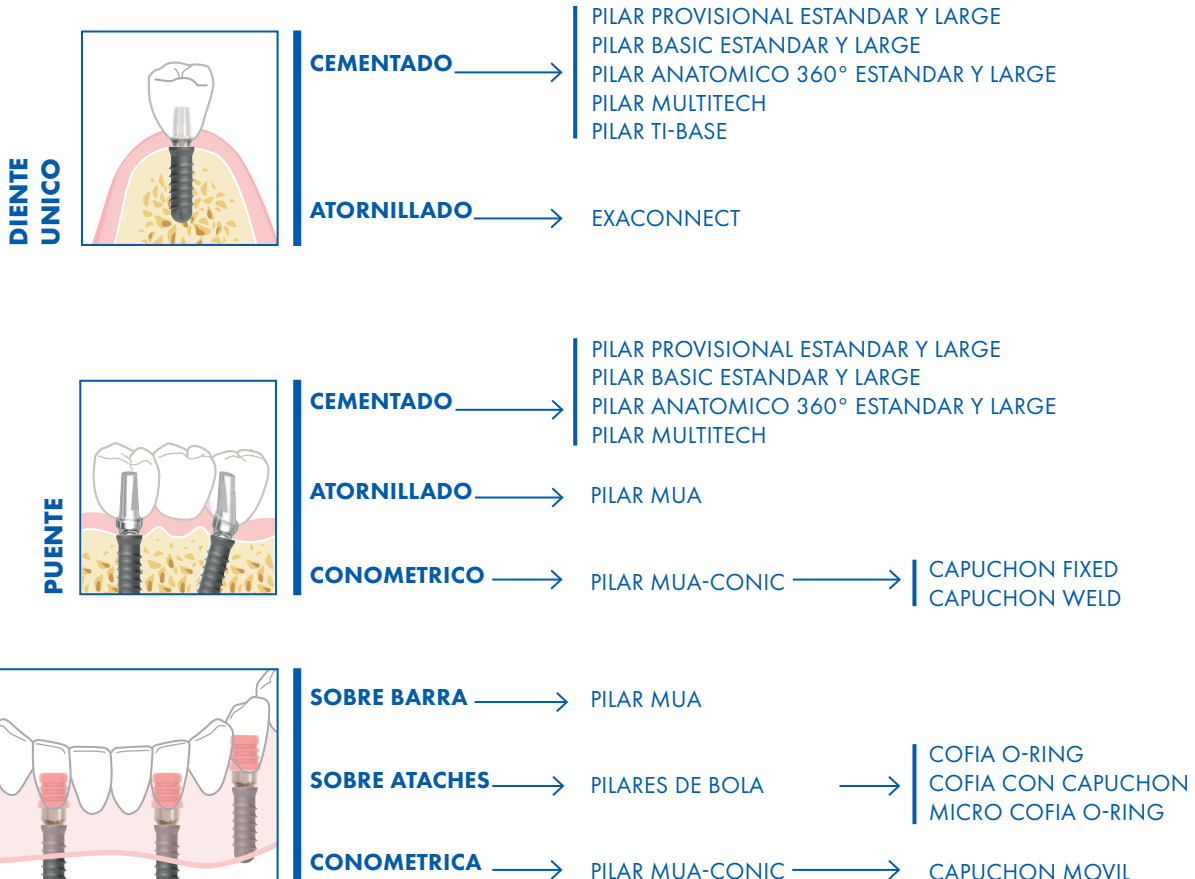 DIENTE
UNICO
CEMENTADO
PILAR PROVISIONAL ESTANDAR Y LARGE
PILAR BASIC ESTANDAR Y LARGE
PILAR ANATOMICO 360° ESTANDAR Y LARGE
PILAR MULTITECH
PILAR TI-BASE
ATORNILLADO
EXACONNECT
PUENTE
CEMENTADO
PILAR PROVISIONAL ESTANDAR Y LARGE
PILAR BASIC ESTANDAR Y LARGE
PILAR ANATOMICO 360° ESTANDAR Y LARGE
PILAR MULTITECH
ATORNILLADO
PILAR MUA
CONOMETRICO
PILAR MUA-CONIC
CAPUCHON FIXED
CAPUCHON WELD
SOBRE BARRA
PILAR MUA
SOBRE ATACHES
PILARES DE BOLA
COFIA O-RING
COFIA CON CAPUCHON
MICRO COFIA O-RING
CONOMETRICA
PILAR MUA-CONIC
CAPUCHON MOVIL